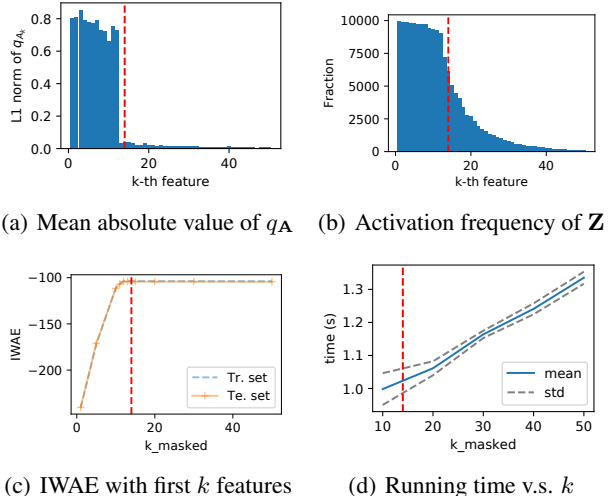 0.8
0.6
0.4
0.2
0.0
L1 norm of q_{A_k}
0 20 40
k-th feature
10000
7500
5000
2500
0
Fraction
0 20 40
k-th feature
(a) Mean absolute value of q_A
(b) Activation frequency of Z
−100
−150
−200
IWAE
Tr. set
Te. set
0 20 40
k_masked
1.3
1.2
1.1
1.0
time (s)
mean
std
10 20 30 40 50
k_masked
(c) IWAE with first k features
(d) Running time v.s. k